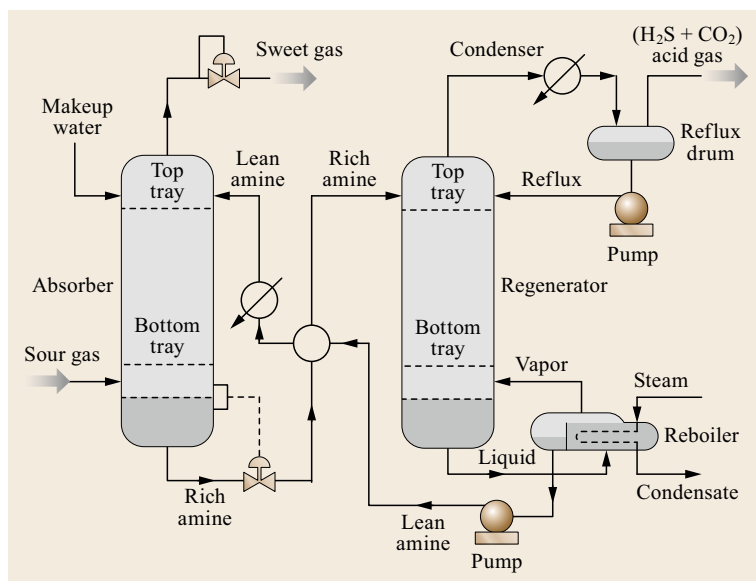 Sweet gas
Condenser
(H₂S + CO₂)
acid gas
Makeup
water
Lean
amine
Rich
amine
Reflux
drum
Top
tray
Top
tray
Reflux
Pump
Absorber
Regenerator
Bottom
tray
Bottom
tray
Sour gas
Vapor
Steam
Reboiler
Liquid
Condensate
Rich
amine
Lean
amine
Pump